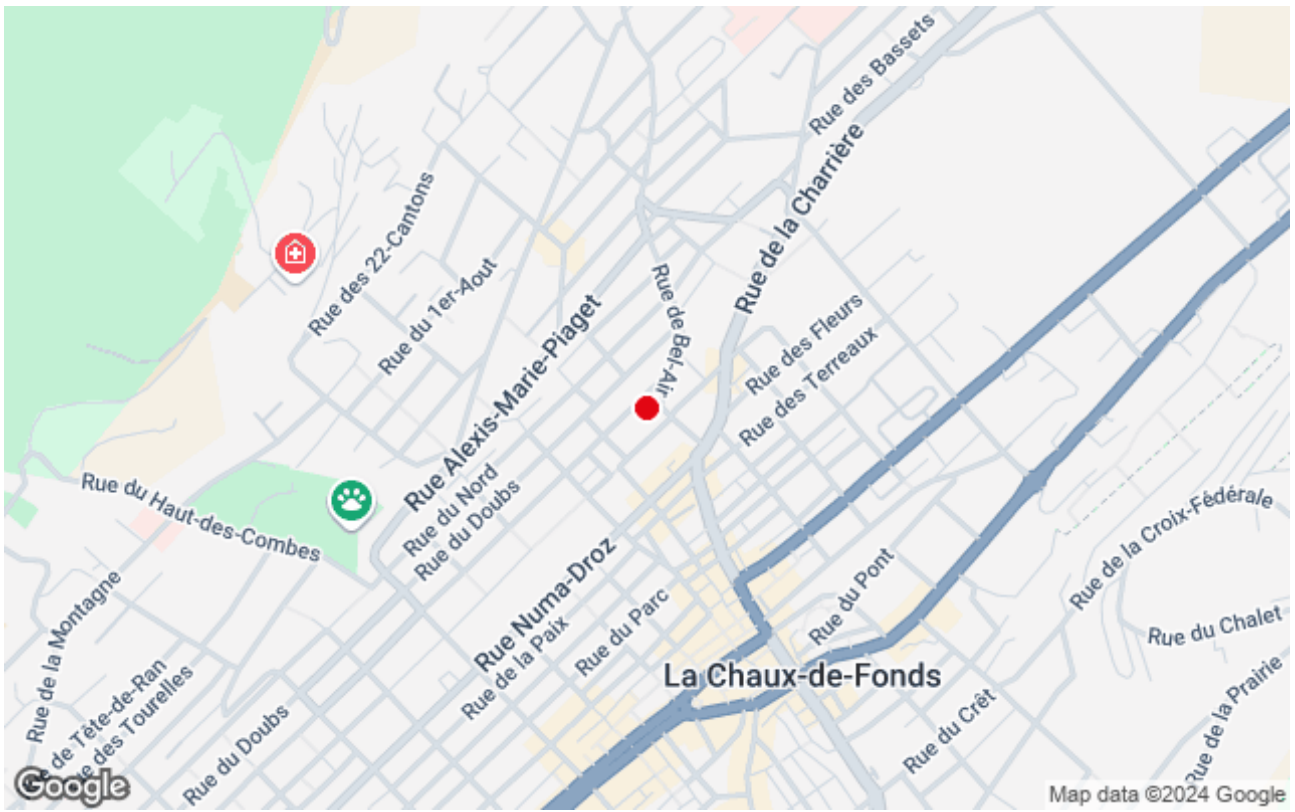 Rue des Bassets
Rue de la Charrière
Rue des 22-Cantons
Rue du 1er-Aout
Rue de Bel-Air
Rue Alexis-Marie-Piaget
Rue des Fleurs
Rue des Terreaux
Rue du Haut-des-Combes
Rue du Nord
Rue du Doubs
Rue de la Croix-Fédérale
Rue Numa-Droz
Rue du Pont
Rue de la Montagne
Rue du Parc
Rue de la Paix
Rue du Chalet
La Chaux-de-Fonds
de Tête-de-Ran
des Tourelles
Rue du Doubs
Rue du Crêt
Rue de la Prairie
Google
Map data ©2024 Google